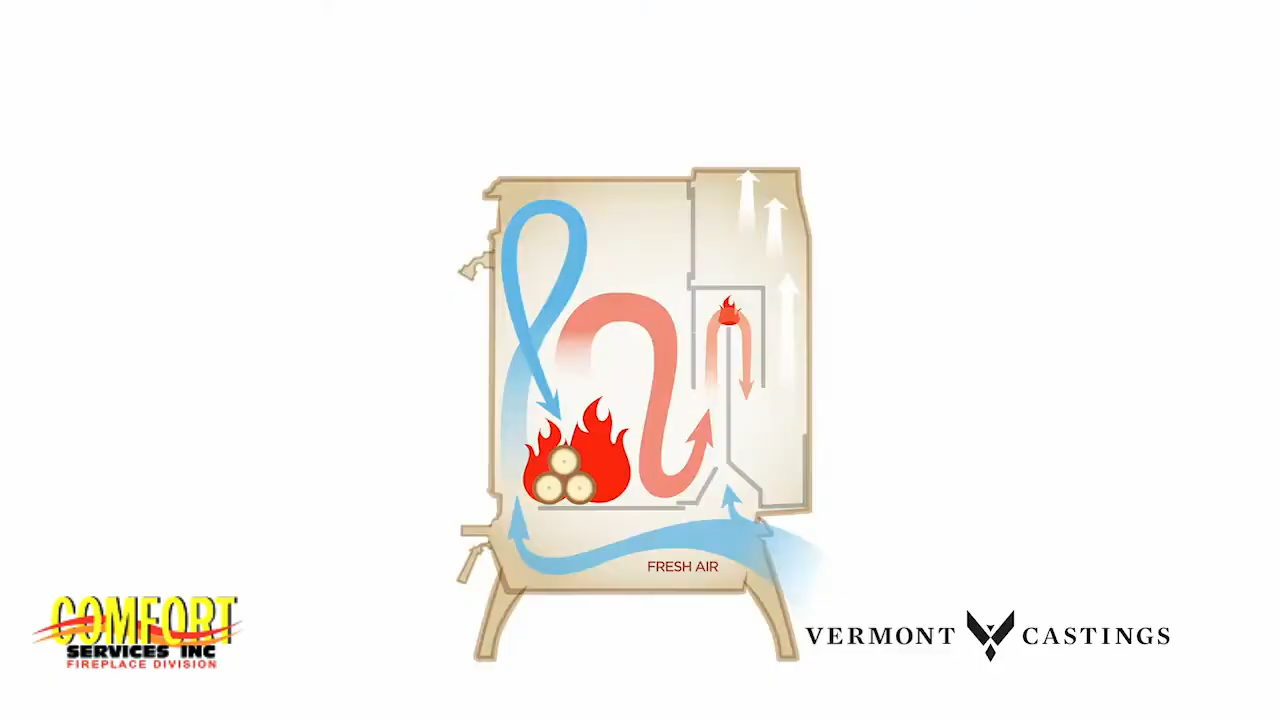 FRESH AIR
COMFORT
SERVICES INC
FIREPLACE DIVISION
VERMONT CASTINGS